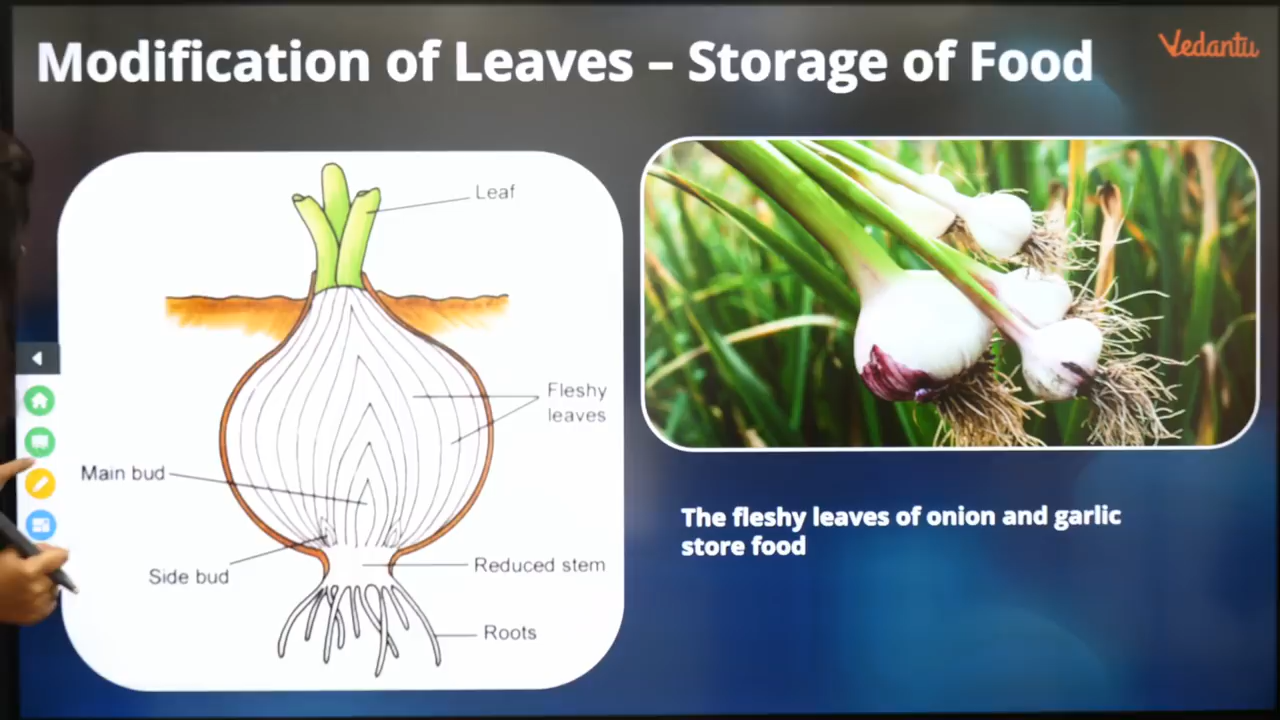 Modification of Leaves – Storage of Food
Vedantu
Leaf
Fleshy
leaves
Main bud
Side bud
Reduced stem
Roots
The fleshy leaves of onion and garlic
store food